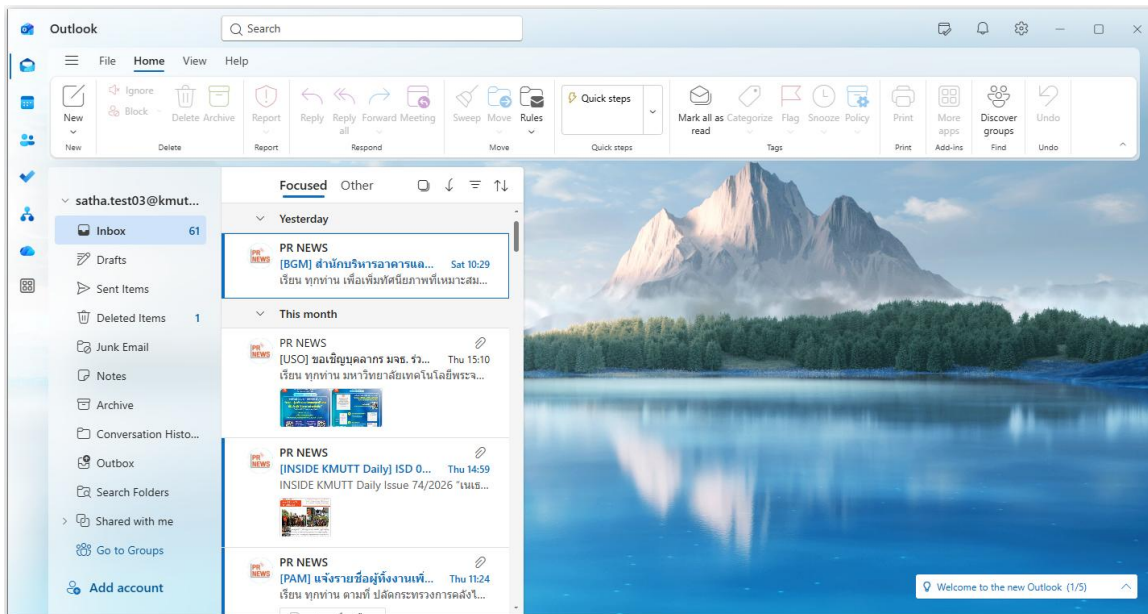 Outlook
Search
File Home View Help
New
Ignore
Block
Delete Archive
Report
Reply Reply all Forward Meeting
Sweep Move Rules
Quick steps
Mark all as read Categorize Flag Snooze Policy
Print
More apps
Discover groups
Undo
New Delete Report Respond Move Quick steps Tags Print Add-ins Find Undo
satha.test03@kmut...
Inbox 61
Drafts
Sent Items
Deleted Items 1
Junk Email
Notes
Archive
Conversation Histo...
Outbox
Search Folders
Shared with me
Go to Groups
Add account
Focused Other
Yesterday
PR NEWS
PR NEWS
[BGM] สำนักบริหารอาคารแล... Sat 10:29
เรียน ทุกท่าน เพื่อเพิ่มทัศนียภาพที่เหมาะสม...
This month
PR NEWS
PR NEWS
[USO] ขอเชิญบุคลากร มจธ. ร่ว... Thu 15:10
เรียน ทุกท่าน มหาวิทยาลัยเทคโนโลยีพระจ...
PR NEWS
PR NEWS
[INSIDE KMUTT Daily] ISD 0... Thu 14:59
INSIDE KMUTT Daily Issue 74/2026 "เนเธ...
PR NEWS
PR NEWS
[PAM] แจ้งรายชื่อผู้ทิ้งงานเพิ่... Thu 11:24
เรียน ทุกท่าน ตามที่ ปลัดกระทรวงการคลังไ...
Welcome to the new Outlook (1/5)